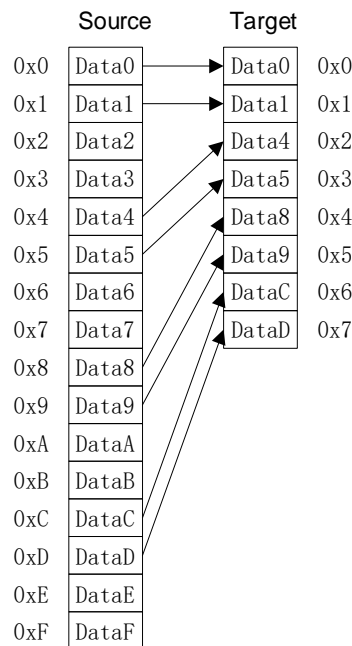 Source Target
0x0 Data0 Data0 0x0
0x1 Data1 Data1 0x1
0x2 Data2 Data4 0x2
0x3 Data3 Data5 0x3
0x4 Data4 Data8 0x4
0x5 Data5 Data9 0x5
0x6 Data6 DataC 0x6
0x7 Data7 DataD 0x7
0x8 Data8
0x9 Data9
0xA DataA
0xB DataB
0xC DataC
0xD DataD
0xE DataE
0xF DataF